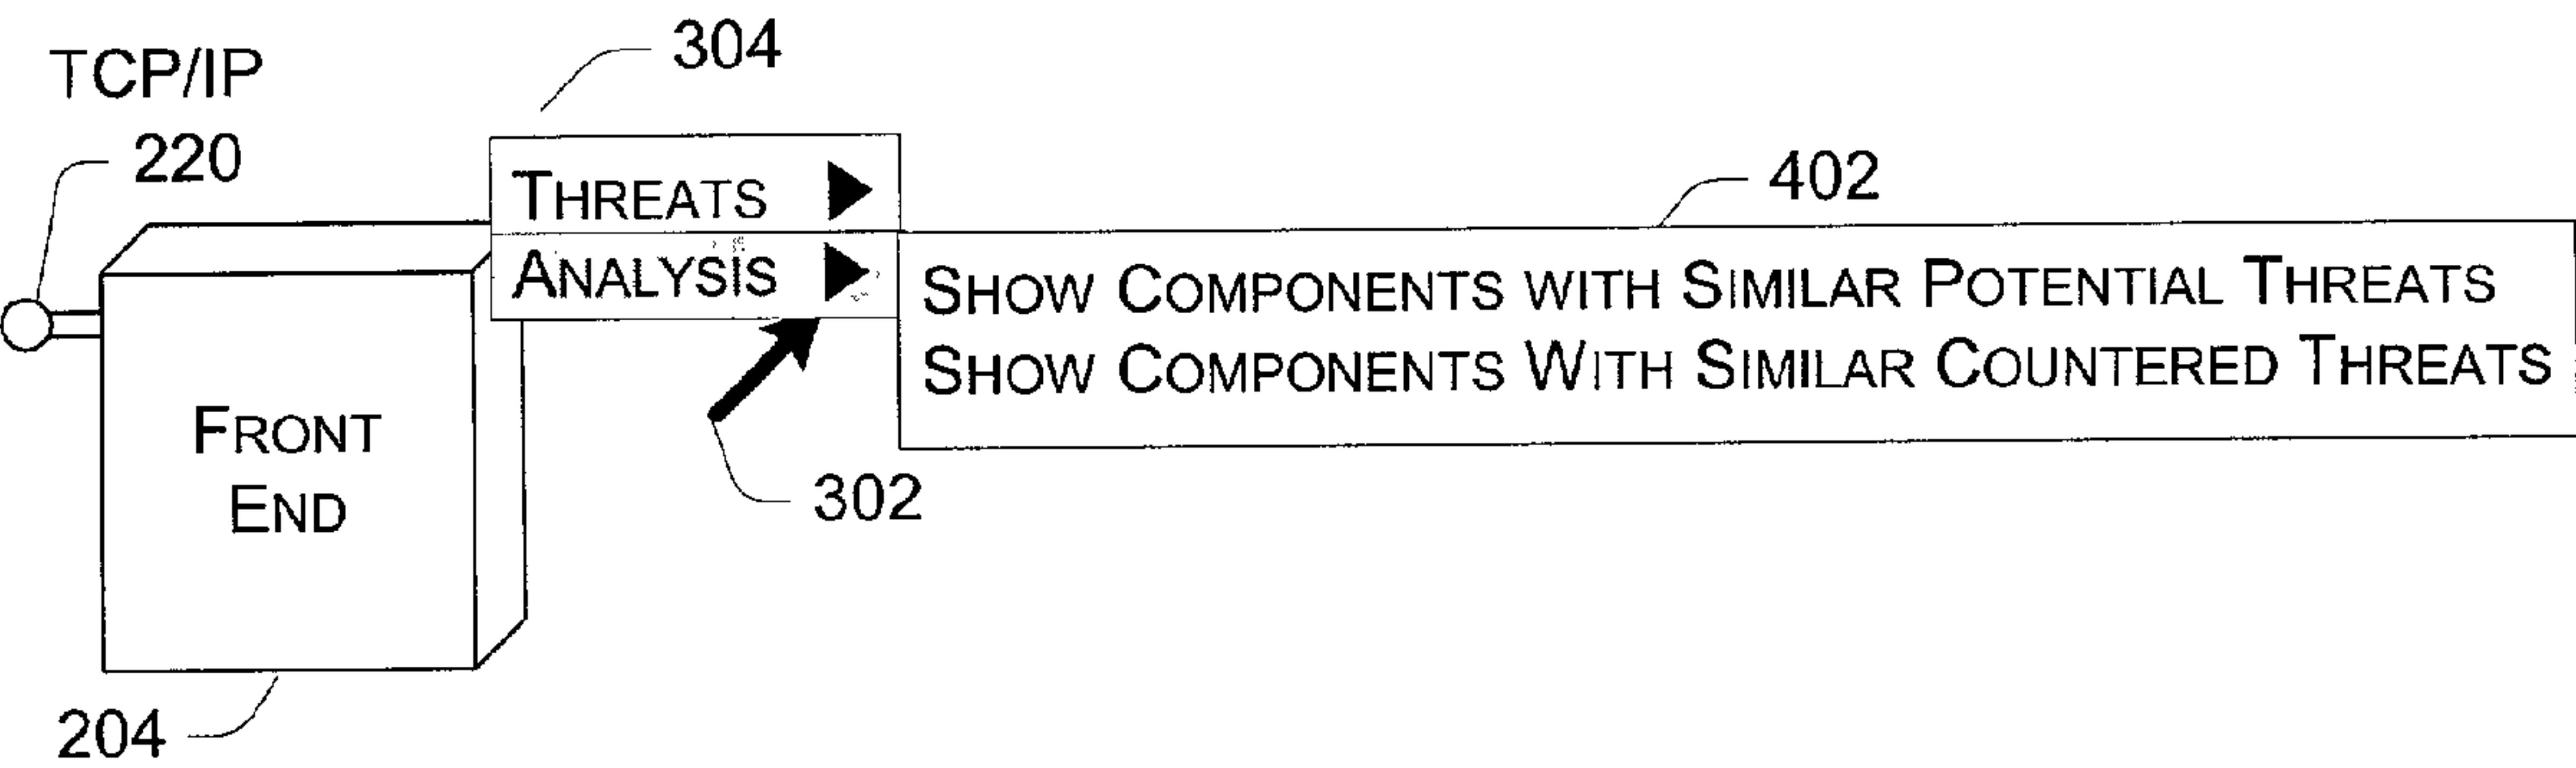 TCP/IP
304
220
402
THREATS
ANALYSIS
SHOW COMPONENTS WITH SIMILAR POTENTIAL THREATS
SHOW COMPONENTS WITH SIMILAR COUNTERED THREATS
FRONT
END
302
204